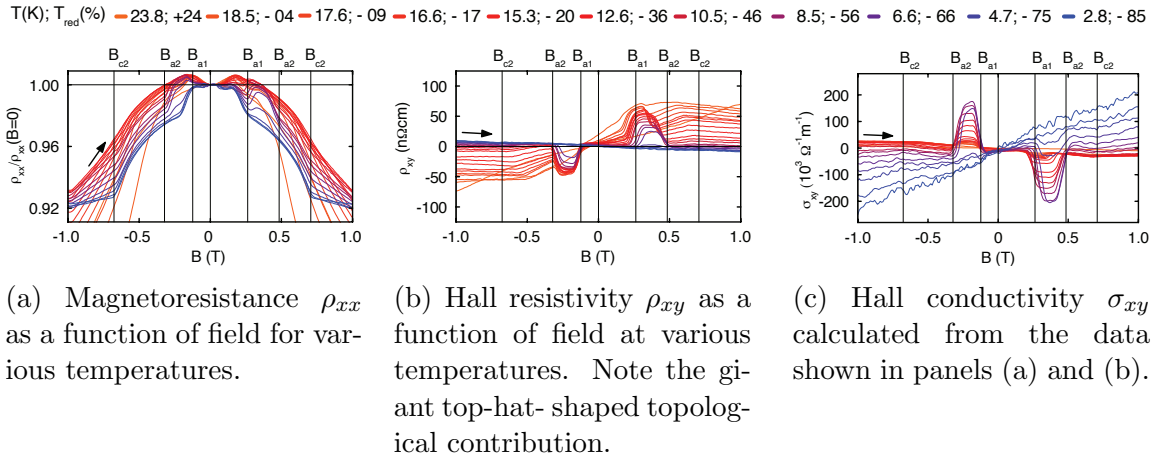 T(K); T_red(%) 23.8; +24 18.5; - 04 17.6; - 09 16.6; - 17 15.3; - 20 12.6; - 36 10.5; - 46 8.5; - 56 6.6; - 66 4.7; - 75 2.8; - 85
B_c2 B_a2 B_a1 B_a1 B_a2 B_c2
1.00
0.96
0.92
ρ_xx/ρ_xx(B=0)
-1.0 -0.5 0 0.5 1.0
B (T)
B_c2 B_a2 B_a1 B_a1 B_a2 B_c2
100
50
0
-50
-100
ρ_xy (nΩcm)
-1.0 -0.5 0 0.5 1.0
B (T)
B_c2 B_a2 B_a1 B_a1 B_a2 B_c2
200
100
0
-100
-200
σ_xy (10³ Ω⁻¹m⁻¹)
-1.0 -0.5 0 0.5 1.0
B (T)
(a) Magnetoresistance ρ_xx
as a function of field for var-
ious temperatures.
(b) Hall resistivity ρ_xy as a
function of field at various
temperatures. Note the gi-
ant top-hat- shaped topolog-
ical contribution.
(c) Hall conductivity σ_xy
calculated from the data
shown in panels (a) and (b).